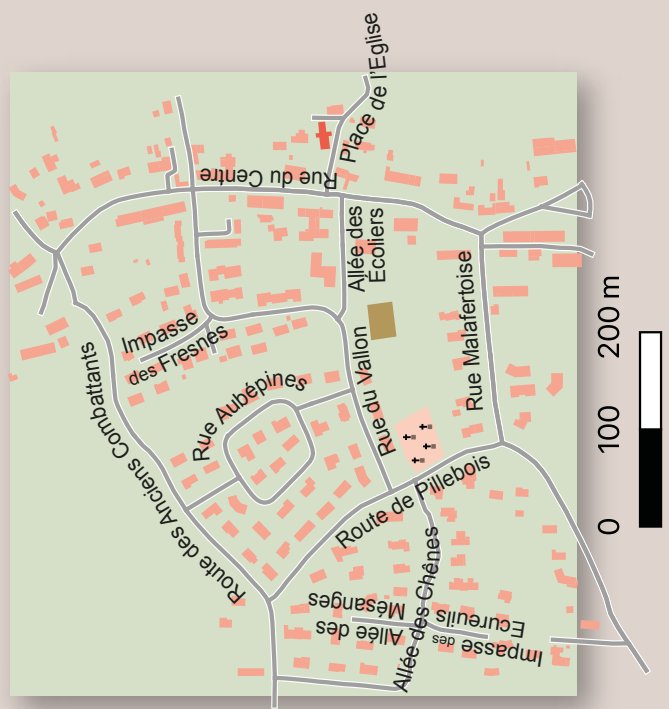 Place de l'Eglise
Rue du Centre
Allée des
Écoliers
Impasse
des Fresnes
Rue Malafertoise
Rue du Vallon
Rue Aubépines
Route des Anciens Combattants
Route de Pillebois
Allée des
Mésanges
Allée des Chênes
Impasse des
Ecureuils
0 100 200 m